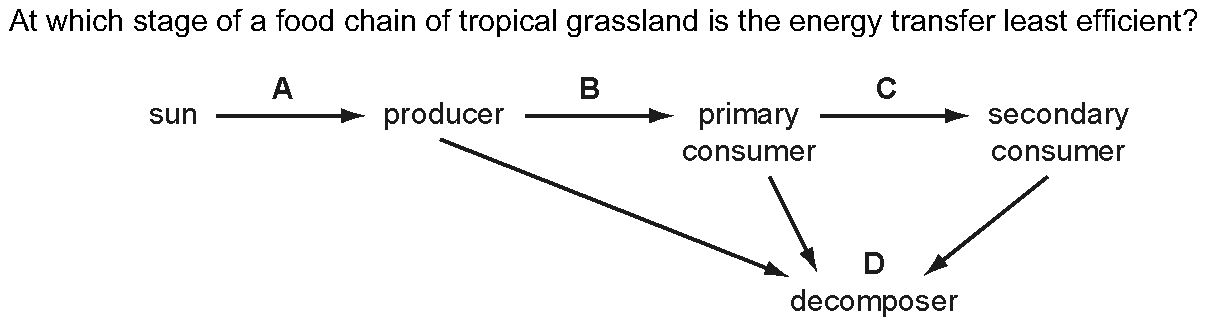 At which stage of a food chain of tropical grassland is the energy transfer least efficient?
A B C
sun producer primary secondary
consumer consumer
D
decomposer